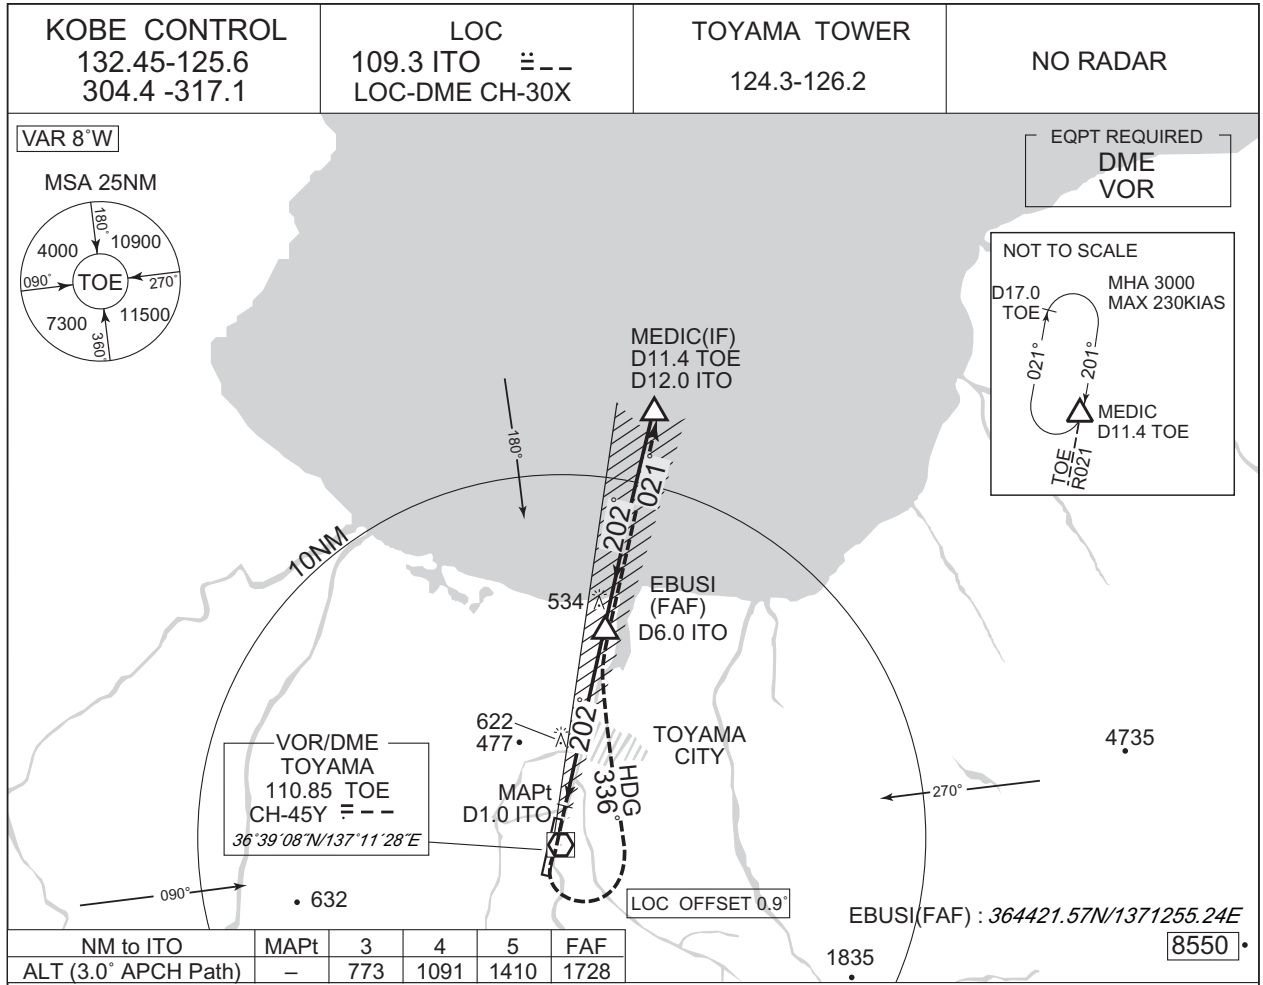 KOBE CONTROL
132.45-125.6
304.4 -317.1
LOC
109.3 ITO
LOC-DME CH-30X
TOYAMA TOWER
124.3-126.2
NO RADAR
VAR 8°W
MSA 25NM
180°
4000
10900
090°
TOE
270°
7300
11500
360°
EQPT REQUIRED
DME
VOR
NOT TO SCALE
D17.0
TOE
MHA 3000
MAX 230KIAS
021°
201°
MEDIC
D11.4 TOE
TOE
R021
MEDIC(IF)
D11.4 TOE
D12.0 ITO
180°
021°
202°
10NM
534
EBUSI
(FAF)
D6.0 ITO
202°
622
477
TOYAMA
CITY
4735
HDG
336°
VOR/DME
TOYAMA
110.85 TOE
CH-45Y
36°39′08″N/137°11′28″E
MAPt
D1.0 ITO
270°
090°
632
LOC OFFSET 0.9°
EBUSI(FAF) : 364421.57N/1371255.24E
8550
1835
NM to ITO MAPt 3 4 5 FAF
ALT (3.0° APCH Path) – 773 1091 1410 1728